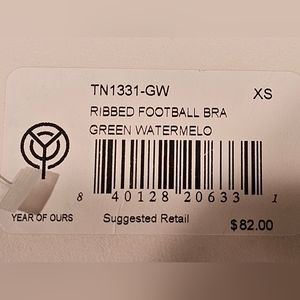 TN1331-GW XS
RIBBED FOOTBALL BRA
GREEN WATERMELO
8 40128 20633 1
YEAR OF OURS Suggested Retail $82.00